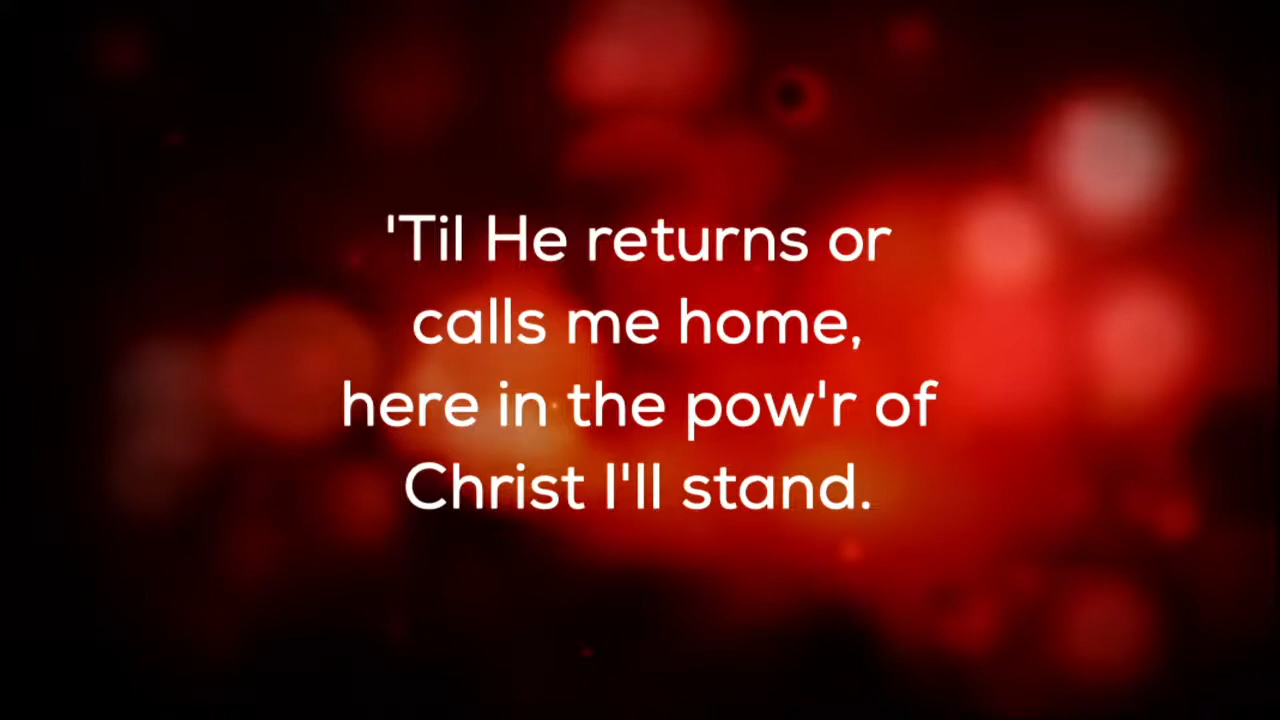 'Til He returns or
calls me home,
here in the pow'r of
Christ I'll stand.